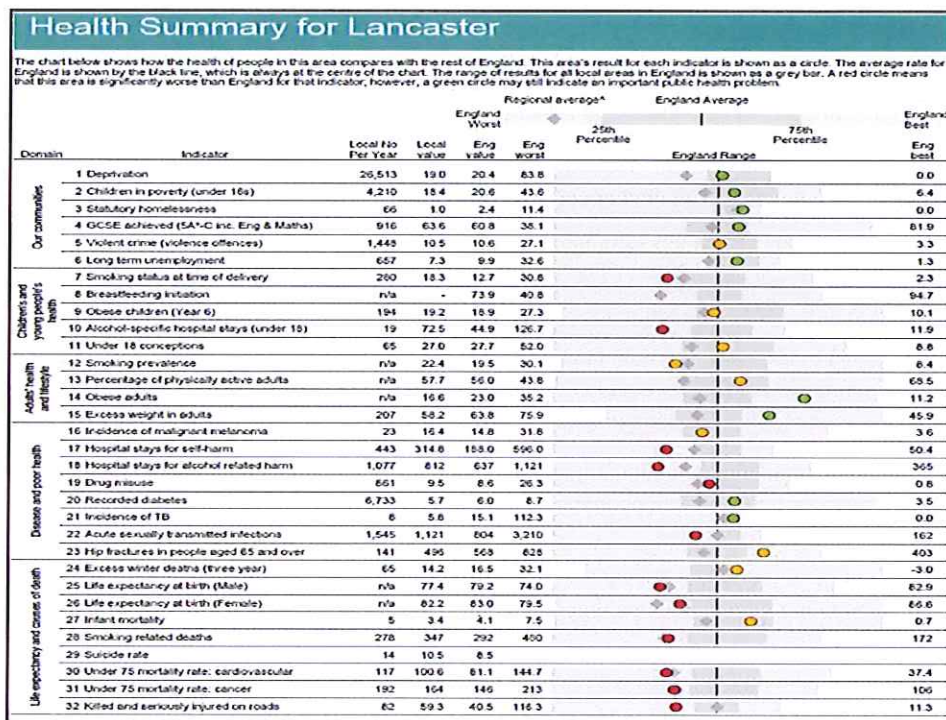 Health Summary for Lancaster
The chart below shows how the health of people in this area compares with the rest of England. This area's result for each indicator is shown as a circle. The average rate for
England is shown by the black line, which is always at the centre of the chart. The range of results for all local areas in England is shown as a grey bar. A red circle means
that this area is significantly worse than England for that indicator, however, a green circle may still indicate an important public health problem.
Regional average^ England Average
England Worst England Best
25th Percentile 75th Percentile
Domain Indicator Local No Per Year Local value Eng value Eng worst England Range Eng best
Our communities
1 Deprivation 26,513 19.0 20.4 83.8 0.0
2 Children in poverty (under 16s) 4,210 18.4 20.6 43.6 6.4
3 Statutory homelessness 66 1.0 2.4 11.4 0.0
4 GCSE achieved (5A*-C inc. Eng & Maths) 916 63.6 60.8 38.1 81.9
5 Violent crime (violence offences) 1,448 10.5 10.6 27.1 3.3
6 Long term unemployment 657 7.3 9.9 32.6 1.3
Children's and young people's health
7 Smoking status at time of delivery 260 18.3 12.7 30.8 2.3
8 Breastfeeding initiation n/a - 73.9 40.8 94.7
9 Obese children (Year 6) 194 19.2 18.9 27.3 10.1
10 Alcohol-specific hospital stays (under 18) 19 72.5 44.9 126.7 11.9
11 Under 18 conceptions 65 27.0 27.7 52.0 8.8
Adults' health and lifestyle
12 Smoking prevalence n/a 22.4 19.5 30.1 8.4
13 Percentage of physically active adults n/a 57.7 56.0 43.8 68.5
14 Obese adults n/a 16.6 23.0 35.2 11.2
15 Excess weight in adults 207 58.2 63.8 75.9 45.9
Disease and poor health
16 Incidence of malignant melanoma 23 16.4 14.8 31.8 3.6
17 Hospital stays for self-harm 443 314.8 188.0 596.0 50.4
18 Hospital stays for alcohol related harm 1,077 812 637 1,121 365
19 Drug misuse 861 9.5 8.6 26.3 0.8
20 Recorded diabetes 6,733 5.7 6.0 8.7 3.5
21 Incidence of TB 8 5.8 15.1 112.3 0.0
22 Acute sexually transmitted infections 1,545 1,121 804 3,210 162
23 Hip fractures in people aged 65 and over 141 496 568 828 403
Life expectancy and causes of death
24 Excess winter deaths (three year) 65 14.2 16.5 32.1 -3.0
25 Life expectancy at birth (Male) n/a 77.4 79.2 74.0 82.9
26 Life expectancy at birth (Female) n/a 82.2 83.0 79.5 86.6
27 Infant mortality 5 3.4 4.1 7.5 0.7
28 Smoking related deaths 278 347 292 480 172
29 Suicide rate 14 10.5 8.5
30 Under 75 mortality rate: cardiovascular 117 100.6 81.1 144.7 37.4
31 Under 75 mortality rate: cancer 192 164 146 213 106
32 Killed and seriously injured on roads 82 59.3 40.5 116.3 11.3